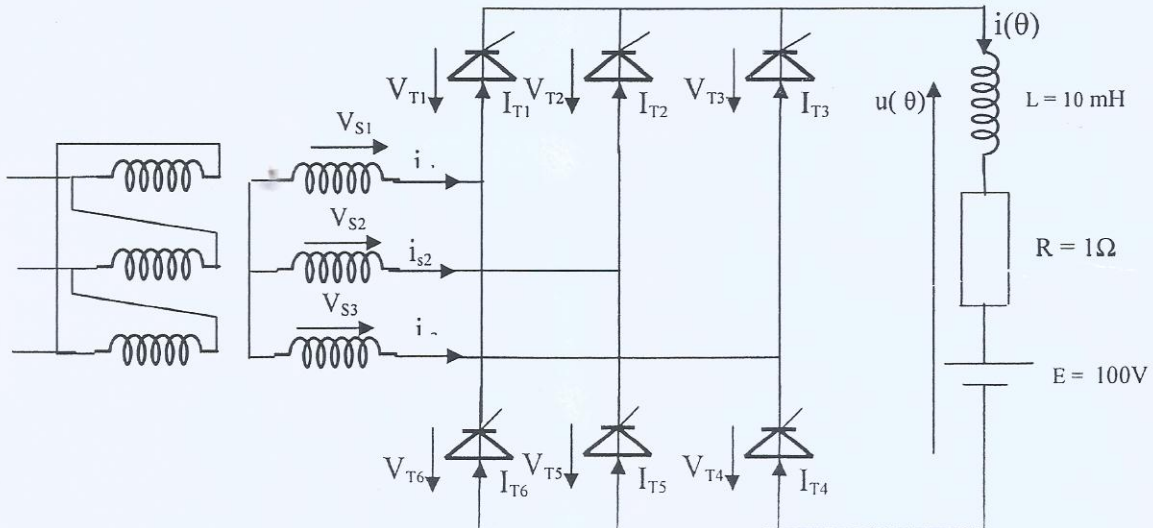 i(θ)
V_T1
I_T1
V_T2
I_T2
V_T3
I_T3
u( θ)
L = 10 mH
V_S1
i
V_S2
i_s2
R = 1Ω
V_S3
i
E = 100V
V_T6
I_T6
V_T5
I_T5
V_T4
I_T4